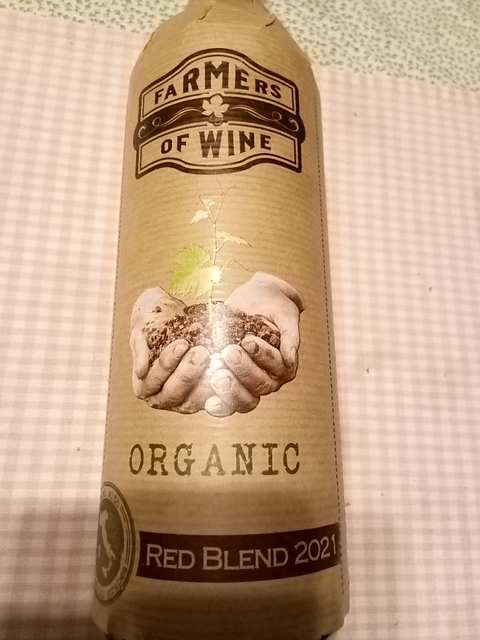 FARMERS
OF WINE
ORGANIC
RED BLEND 2021